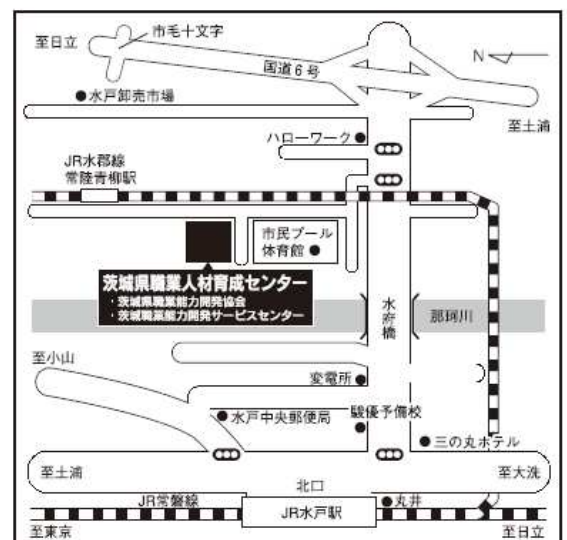 市毛十文字
至日立
国道6号
N
水戸卸売市場
至土浦
ハローワーク
JR水郡線
常陸青柳駅
市民プール
体育館
茨城県職業人材育成センター
・茨城県職業能力開発協会
・茨城職業能力開発サービスセンター
水府橋
那珂川
至小山
変電所
水戸中央郵便局
駿優予備校
三の丸ホテル
至土浦
北口
至大洗
JR常磐線
JR水戸駅
丸井
至東京
至日立